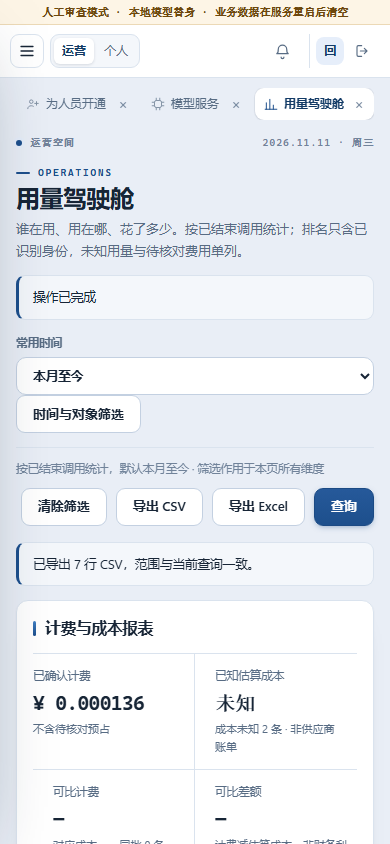 人工审查模式 · 本地模型替身 · 业务数据在服务重启后清空
运营 个人 回
为人员开通 × 模型服务 × 用量驾驶舱 ×
运营空间 2026.11.11 · 周三
OPERATIONS
用量驾驶舱
谁在用、用在哪、花了多少。按已结束调用统计；排名只含已
识别身份，未知用量与待核对费用单列。
操作已完成
常用时间
本月至今
时间与对象筛选
按已结束调用统计，默认本月至今 · 筛选作用于本页所有维度
清除筛选 导出 CSV 导出 Excel 查询
已导出 7 行 CSV，范围与当前查询一致。
计费与成本报表
已确认计费 已知估算成本
¥ 0.000136 未知
不含待核对预占 成本未知 2 条 · 非供应商
账单
可比计费 可比差额
— —